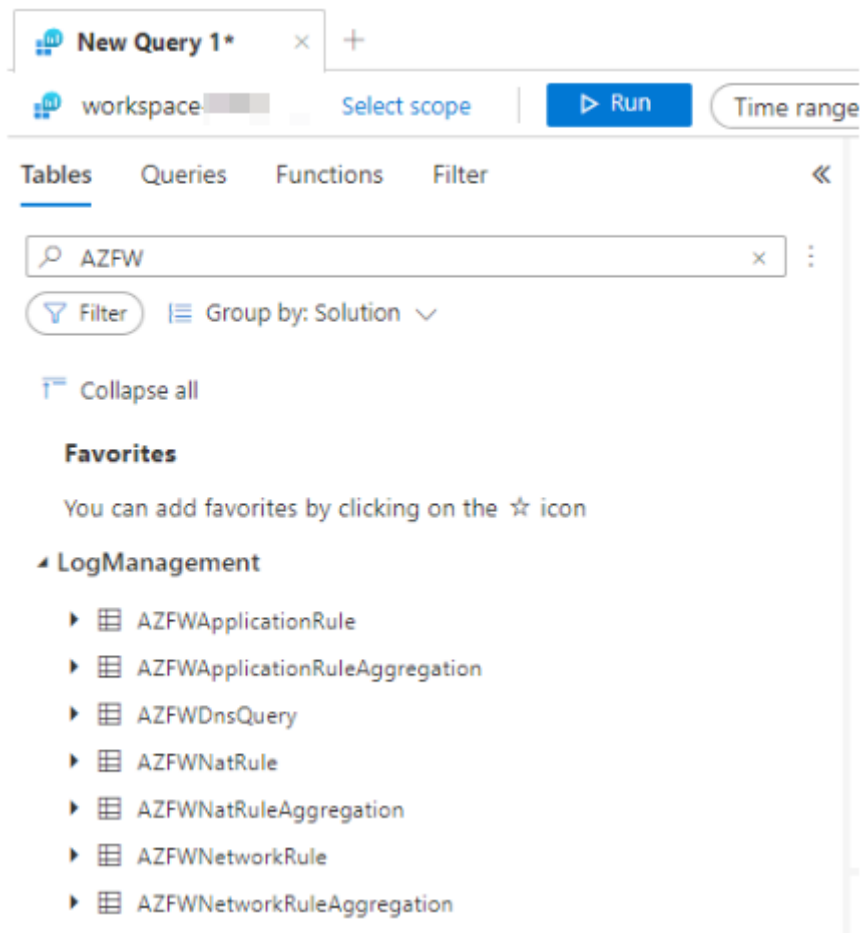 New Query 1*
workspace Select scope Run Time range
Tables Queries Functions Filter
AZFW
Filter Group by: Solution
Collapse all
Favorites
You can add favorites by clicking on the ☆ icon
LogManagement
AZFWApplicationRule
AZFWApplicationRuleAggregation
AZFWDnsQuery
AZFWNatRule
AZFWNatRuleAggregation
AZFWNetworkRule
AZFWNetworkRuleAggregation